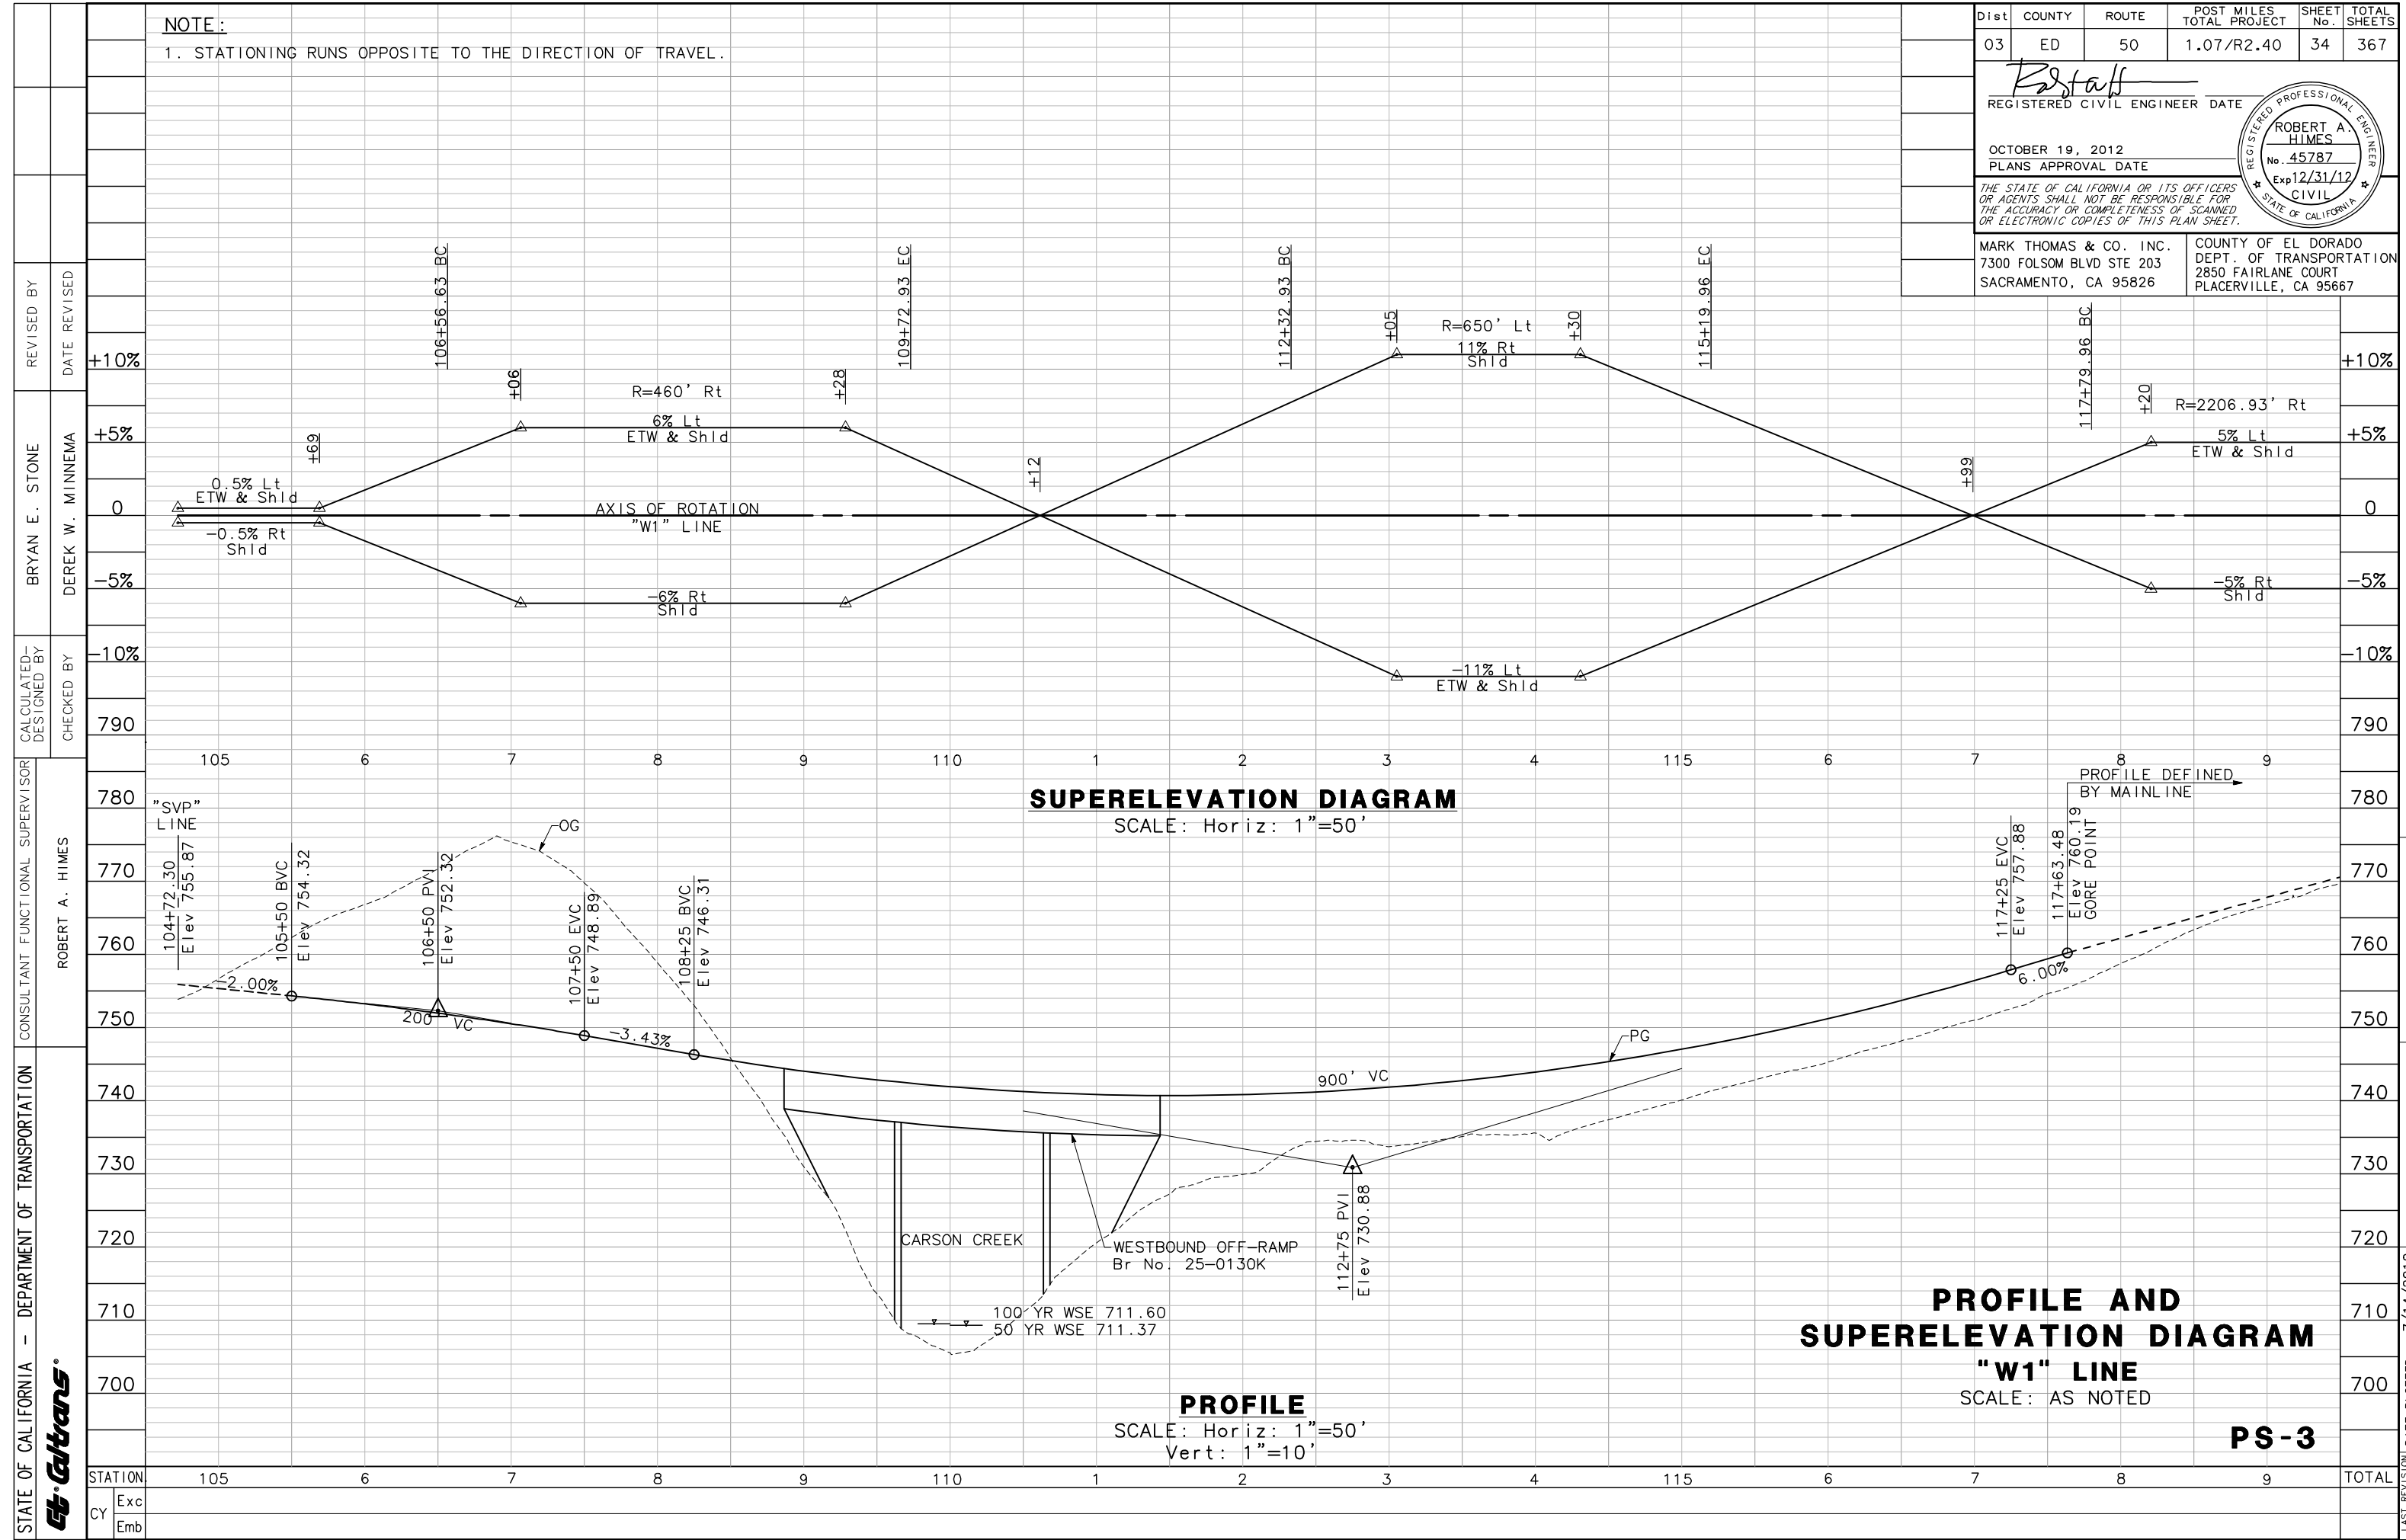 NOTE:
1. STATIONING RUNS OPPOSITE TO THE DIRECTION OF TRAVEL.
Dist COUNTY ROUTE POST MILES TOTAL PROJECT SHEET No. TOTAL SHEETS
03 ED 50 1.07/R2.40 34 367
REGISTERED CIVIL ENGINEER DATE
OCTOBER 19, 2012
PLANS APPROVAL DATE
REGISTERED PROFESSIONAL ENGINEER
ROBERT A.
HIMES
No. 45787
Exp 12/31/12
CIVIL
STATE OF CALIFORNIA
THE STATE OF CALIFORNIA OR ITS OFFICERS
OR AGENTS SHALL NOT BE RESPONSIBLE FOR
THE ACCURACY OR COMPLETENESS OF SCANNED
OR ELECTRONIC COPIES OF THIS PLAN SHEET.
MARK THOMAS & CO. INC.
7300 FOLSOM BLVD STE 203
SACRAMENTO, CA 95826
COUNTY OF EL DORADO
DEPT. OF TRANSPORTATION
2850 FAIRLANE COURT
PLACERVILLE, CA 95667
REVISED BY
DATE REVISED
BRYAN E. STONE
DEREK W. MINNEMA
CALCULATED-
DESIGNED BY
CHECKED BY
CONSULTANT FUNCTIONAL SUPERVISOR
ROBERT A. HIMES
STATE OF CALIFORNIA - DEPARTMENT OF TRANSPORTATION
Caltrans
+10%
+5%
0
-5%
-10%
790
780
770
760
750
740
730
720
710
700
106+56.63 BC
109+72.93 EC
112+32.93 BC
115+19.96 EC
117+79.96 BC
+69
+06
R=460' Rt
+28
+12
+05
R=650' Lt
+30
+99
+20
R=2206.93' Rt
0.5% Lt
ETW & Shld
-0.5% Rt
Shld
6% Lt
ETW & Shld
AXIS OF ROTATION
"W1" LINE
-6% Rt
Shld
11% Rt
Shld
-11% Lt
ETW & Shld
5% Lt
ETW & Shld
-5% Rt
Shld
+10%
+5%
0
-5%
-10%
790
780
770
760
750
740
730
720
710
700
105 6 7 8 9 110 1 2 3 4 115 6 7 8 9
SUPERELEVATION DIAGRAM
SCALE: Horiz: 1"=50'
"SVP"
LINE
104+72.30
Elev 755.87
105+50 BVC
Elev 754.32
106+50 PVI
Elev 752.32
107+50 EVC
Elev 748.89
108+25 BVC
Elev 746.31
OG
-2.00%
200' VC
-3.43%
900' VC
PG
112+75 PVI
Elev 730.88
117+25 EVC
Elev 757.88
117+63.48
Elev 760.19
GORE POINT
PROFILE DEFINED
BY MAINLINE
6.00%
CARSON CREEK
WESTBOUND OFF-RAMP
Br No. 25-0130K
100 YR WSE 711.60
50 YR WSE 711.37
PROFILE
SCALE: Horiz: 1"=50'
Vert: 1"=10'
PROFILE AND
SUPERELEVATION DIAGRAM
"W1" LINE
SCALE: AS NOTED
PS-3
STATION 105 6 7 8 9 110 1 2 3 4 115 6 7 8 9 TOTAL
CY
Exc
Emb